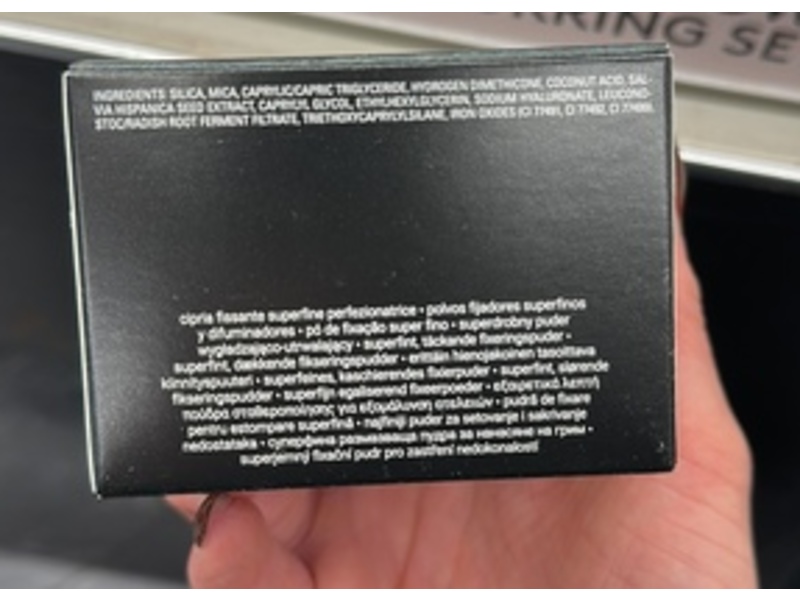 RRING SE
INGREDIENTS: SILICA, MICA, CAPRYLIC/CAPRIC TRIGLYCERIDE, HYDROGEN DIMETHICONE, COCONUT ACID, SAL-
VIA HISPANICA SEED EXTRACT, CAPRYLYL GLYCOL, ETHYLHEXYLGLYCERIN, SODIUM HYALURONATE, LEUCONO-
STOC/RADISH ROOT FERMENT FILTRATE, TRIETHOXYCAPRYLYLSILANE, IRON OXIDES (CI 77491, CI 77492, CI 77499).
cipria fissante superfine perfezionatrice • polvos fijadores superfinos
y difuminadores • pó de fixação super fino • superdrobny puder
wygładzająco-utrwalający • superfint, täckande fixeringspuder •
superfint, dækkende fikseringspudder • erittäin hienojakoinen tasoittava
kiinnityspuuteri • superfeines, kaschierendes fixierpuder • superfint, slørende
fikseringspudder • superfijn egaliserend fixeerpoeder • εξαιρετικά λεπτή
πούδρα σταθεροποίησης για εξομάλυνση ατελειών • pudră de fixare
pentru estompare superfină • najfiniji puder za setovanje i sakrivanje
nedostataka • суперфина размазваща пудра за нанасяне на грим •
superjemný fixační pudr pro zastření nedokonalostí